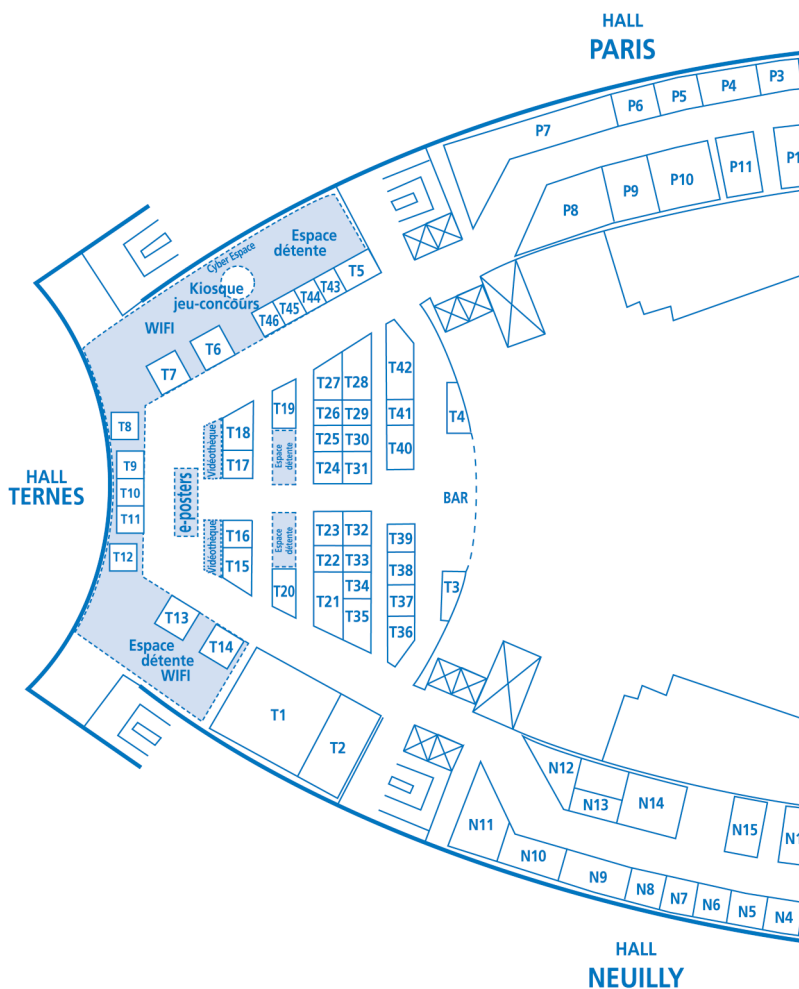 HALL
PARIS
P3
P4
P5
P6
P7
P1
P11
P10
P9
P8
Espace
détente
Cyber Espace
Kiosque
jeu-concours
WIFI
T5
T43
T44
T45
T46
T6
T7
T8
T9
T10
T11
T12
HALL
TERNES
e-posters
Vidéothèque
T18
T17
T19
Espace
détente
T27
T28
T26
T29
T25
T30
T24
T31
T42
T41
T40
T4
BAR
Vidéothèque
T16
T15
Espace
détente
T20
T23
T32
T22
T33
T21
T34
T35
T39
T38
T37
T36
T3
T13
T14
Espace
détente
WIFI
T1
T2
N12
N13
N14
N15
N1
N11
N10
N9
N8
N7
N6
N5
N4
HALL
NEUILLY